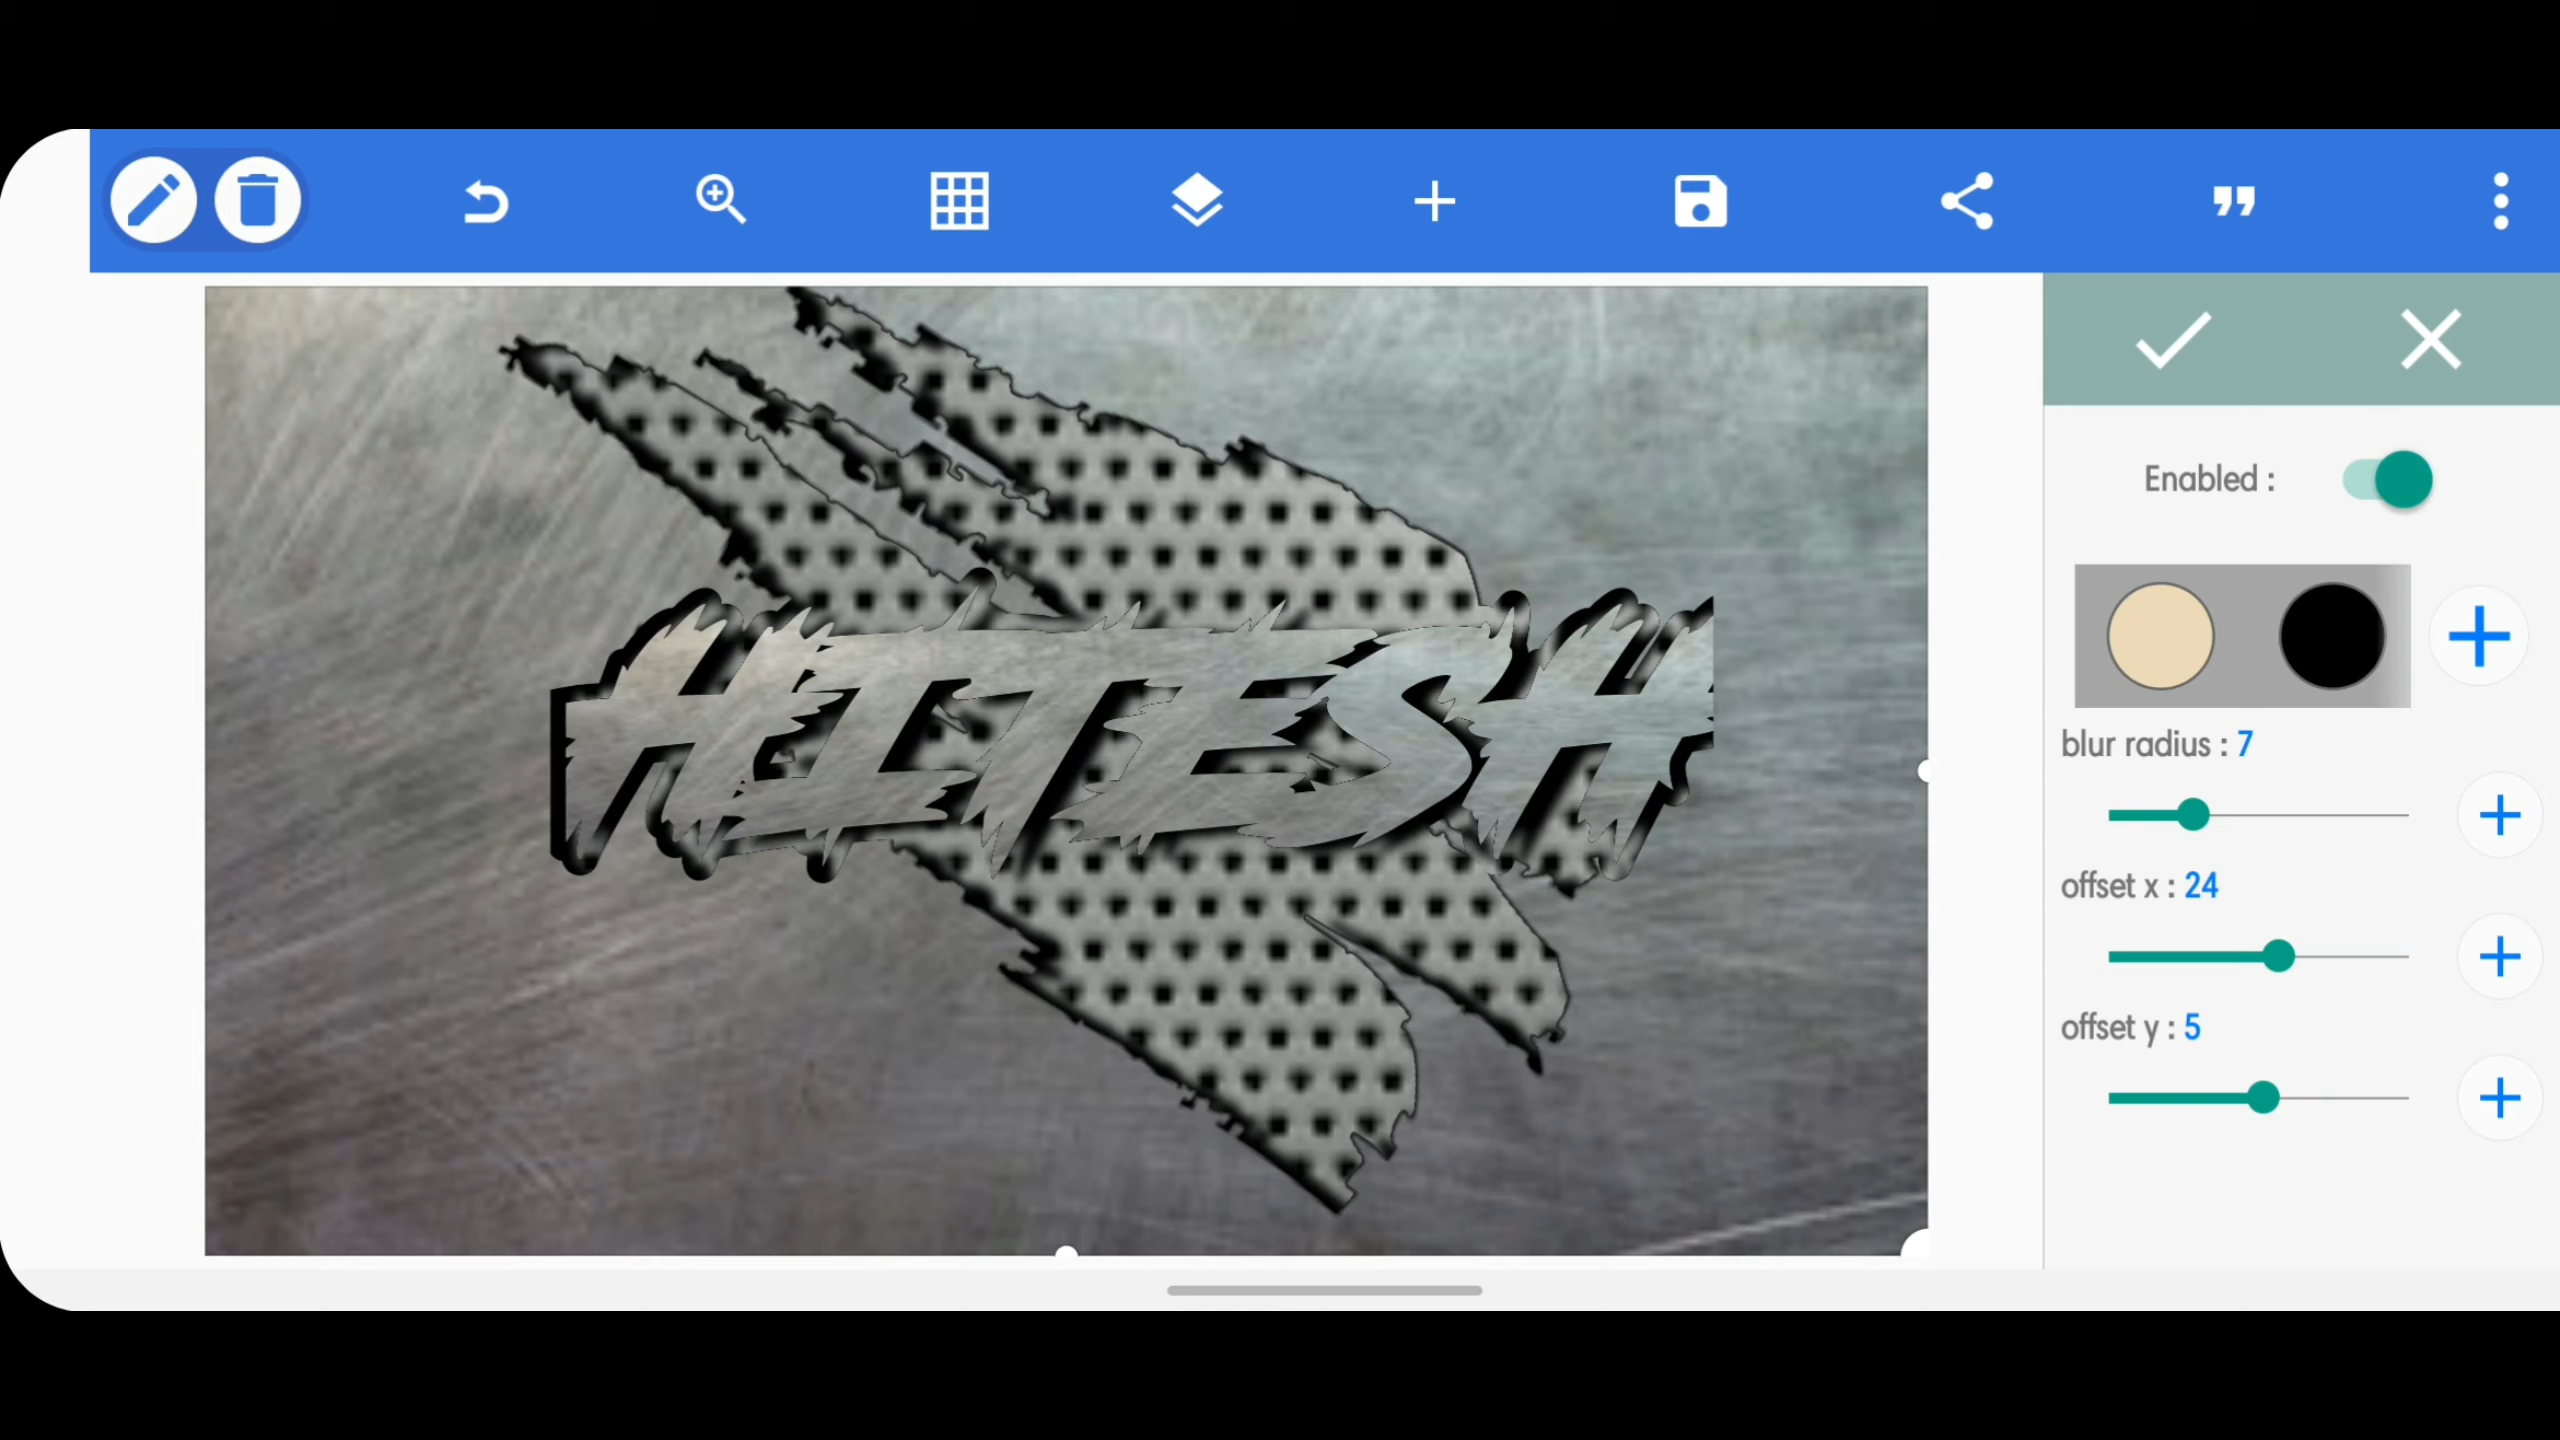 Enabled :
HITESH
blur radius : 7
offset x : 24
offset y : 5